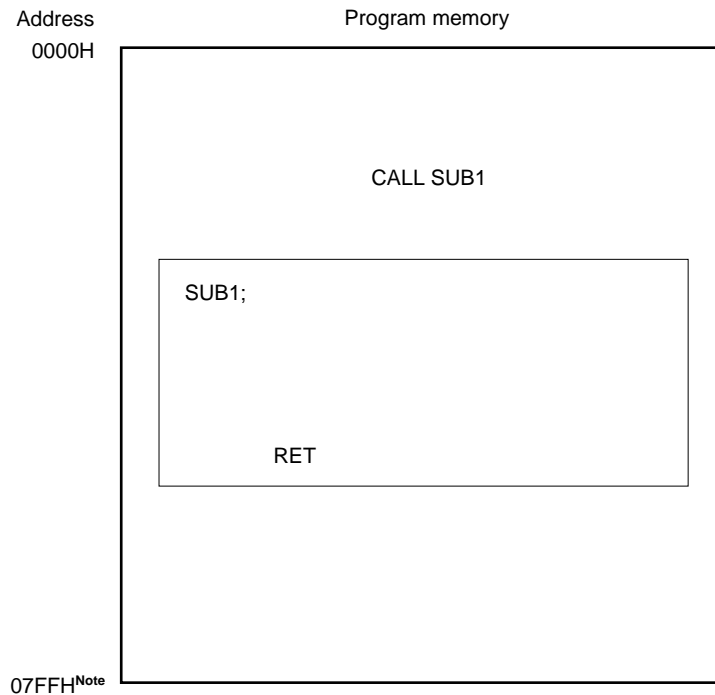 Address
Program memory
0000H
CALL SUB1
SUB1;
RET
07FFHNote